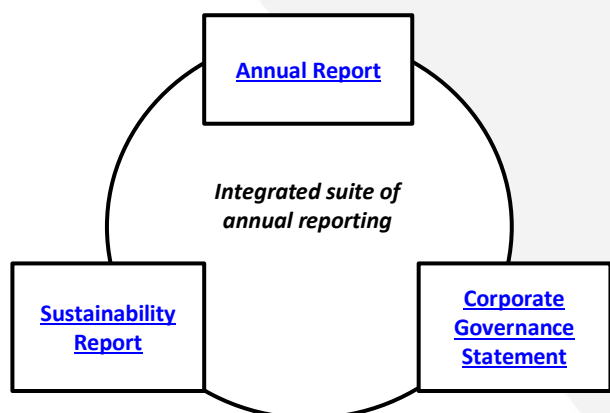 Annual Report
Integrated suite of
annual reporting
Sustainability
Report
Corporate
Governance
Statement